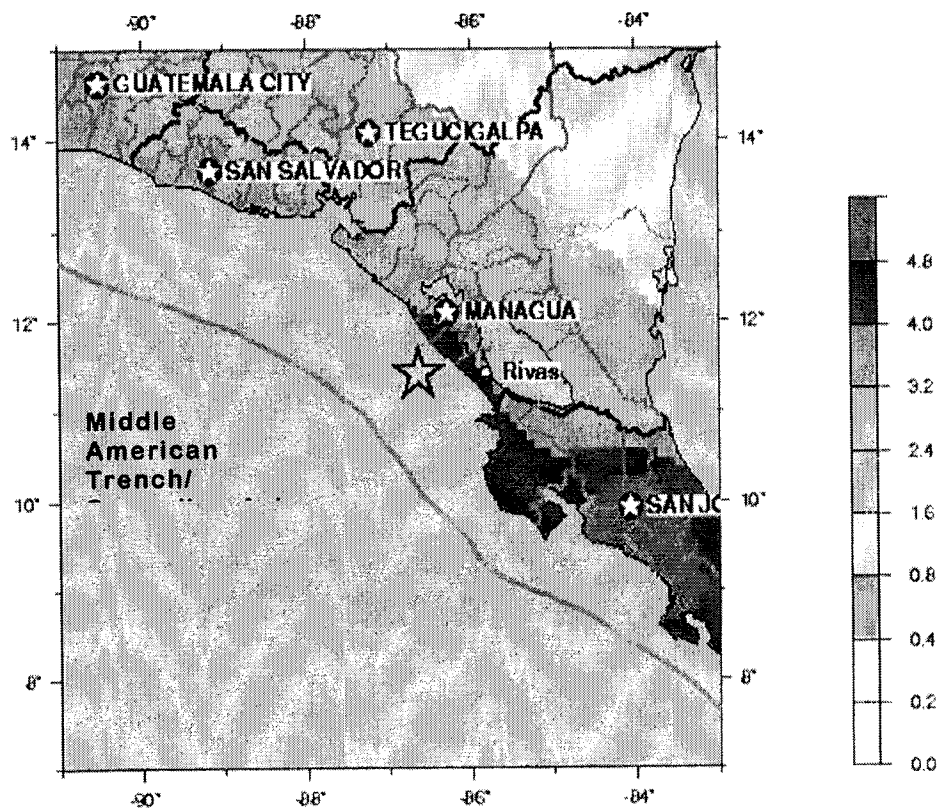 -90° -88° -86° -84°
GUATEMALA CITY
14° TEGUCIGALPA 14°
SAN SALVADOR
4.8
12° MANAGUA 12° 4.0
Rivas 3.2
Middle
American 2.4
Trench/
10° SAN JO 10° 1.6
0.8
0.4
8° 8°
0.2
0.0
-90° -88° -86° -84°